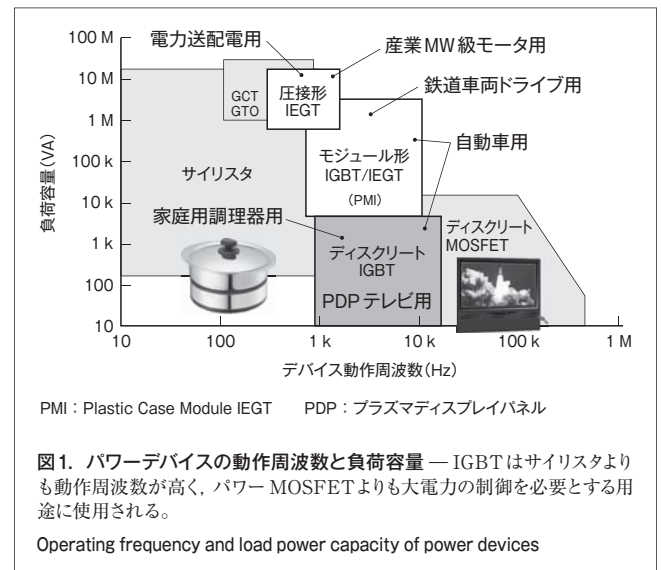 100 M
10 M
1 M
100 k
10 k
1 k
100
10
負荷容量(VA)
電力送配電用
産業MW級モータ用
鉄道車両ドライブ用
自動車用
GCT
GTO
圧接形
IEGT
サイリスタ
モジュール形
IGBT/IEGT
(PMI)
家庭用調理器用
ディスクリート
IGBT
PDPテレビ用
ディスクリート
MOSFET
10
100
1 k
10 k
100 k
1 M
デバイス動作周波数(Hz)
PMI：Plastic Case Module IEGT PDP：プラズマディスプレイパネル
図1．パワーデバイスの動作周波数と負荷容量 — IGBTはサイリスタより
も動作周波数が高く，パワー MOSFETよりも大電力の制御を必要とする用
途に使用される。
Operating frequency and load power capacity of power devices